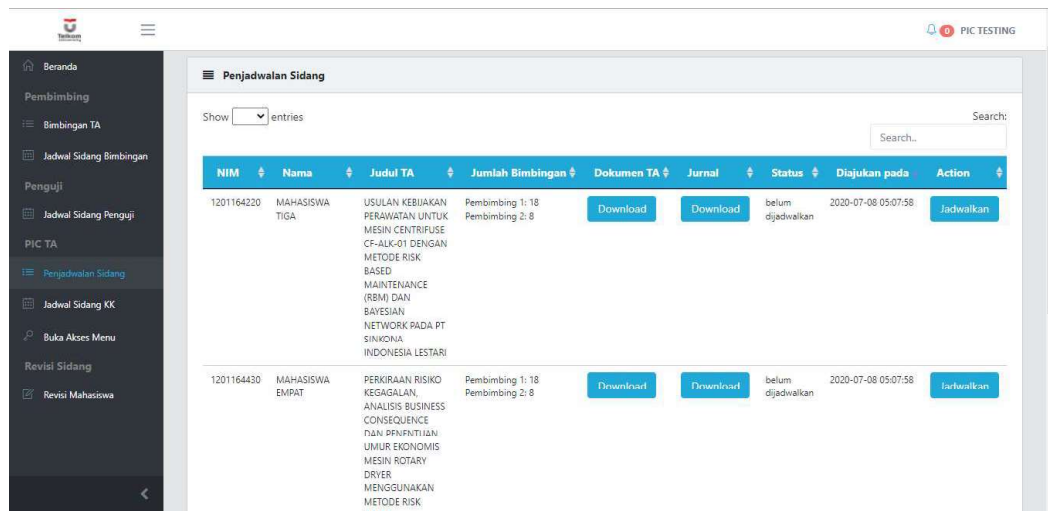 Telkom
0 PIC TESTING
Beranda
Pembimbing
Bimbingan TA
Jadwal Sidang Bimbingan
Penguji
Jadwal Sidang Penguji
PIC TA
Penjadwalan Sidang
Jadwal Sidang KK
Buka Akses Menu
Revisi Sidang
Revisi Mahasiswa
Penjadwalan Sidang
Show entries
Search:
Search..
NIM Nama Judul TA Jumlah Bimbingan Dokumen TA Jurnal Status Diajukan pada Action
1201164220
MAHASISWA
TIGA
USULAN KEBIJAKAN
PERAWATAN UNTUK
MESIN CENTRIFUSE
CF-ALK-01 DENGAN
METODE RISK
BASED
MAINTENANCE
(RBM) DAN
BAYESIAN
NETWORK PADA PT
SINKONA
INDONESIA LESTARI
Pembimbing 1: 18
Pembimbing 2: 8
Download
Download
belum
dijadwalkan
2020-07-08 05:07:58
Jadwalkan
1201164430
MAHASISWA
EMPAT
PERKIRAAN RISIKO
KEGAGALAN,
ANALISIS BUSINESS
CONSEQUENCE
DAN PENENTUAN
UMUR EKONOMIS
MESIN ROTARY
DRYER
MENGGUNAKAN
METODE RISK
Pembimbing 1: 18
Pembimbing 2: 8
Download
Download
belum
dijadwalkan
2020-07-08 05:07:58
Jadwalkan